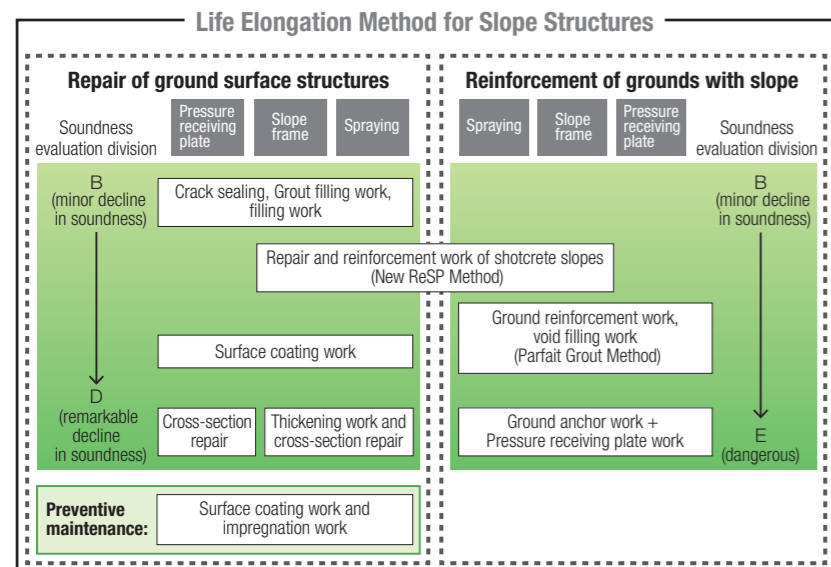 Life Elongation Method for Slope Structures
Repair of ground surface structures
Soundness
evaluation division
Pressure
receiving
plate
Slope
frame
Spraying
B
(minor decline
in soundness)
Crack sealing, Grout filling work,
filling work
Repair and reinforcement work of shotcrete slopes
(New ReSP Method)
Surface coating work
D
(remarkable
decline
in soundness)
Cross-section
repair
Thickening work and
cross-section repair
Preventive
maintenance:
Surface coating work and
impregnation work
Reinforcement of grounds with slope
Spraying
Slope
frame
Pressure
receiving
plate
Soundness
evaluation division
B
(minor decline
in soundness)
Ground reinforcement work,
void filling work
(Parfait Grout Method)
Ground anchor work +
Pressure receiving plate work
E
(dangerous)